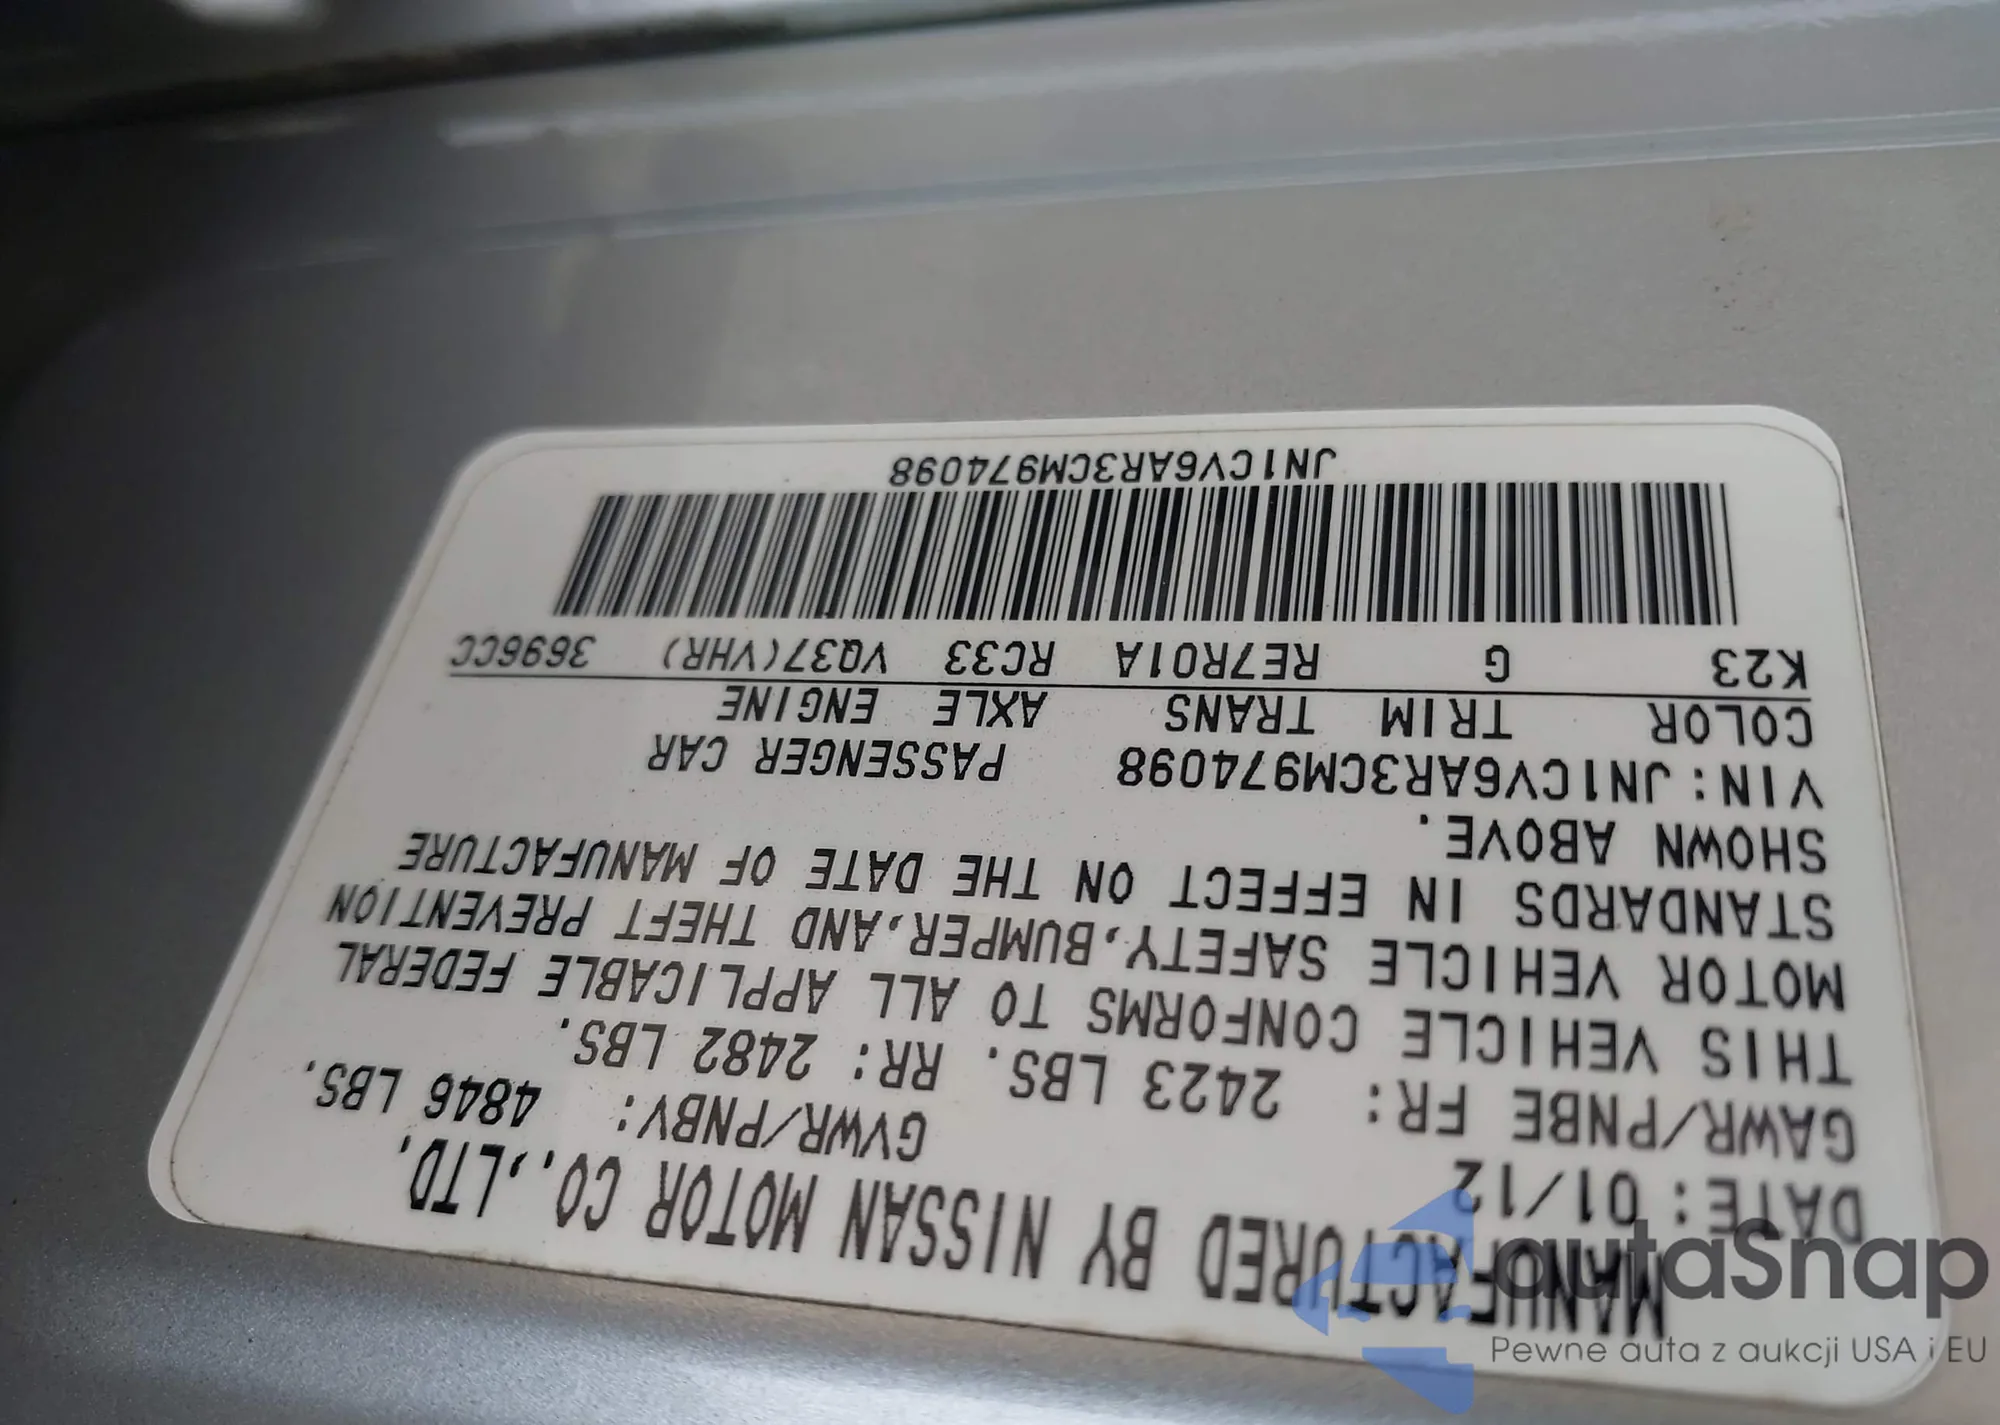 MANUFACTURED BY NISSAN MOTOR CO.,LTD.
DATE: 01/12 GVWR/PNBV: 4846 LBS.
GAWR/PNBE FR: 2423 LBS. RR: 2482 LBS.
THIS VEHICLE CONFORMS TO ALL APPLICABLE FEDERAL
MOTOR VEHICLE SAFETY,BUMPER,AND THEFT PREVENTION
STANDARDS IN EFFECT ON THE DATE OF MANUFACTURE
SHOWN ABOVE.
VIN:JN1CV6AR3CM974098 PASSENGER CAR
COLOR TRIM TRANS AXLE ENGINE
K23 G RE7R01A RC33 VQ37(VHR) 3696CC
JN1CV6AR3CM974098
autaSnap
Pewne auta z aukcji USA i EU